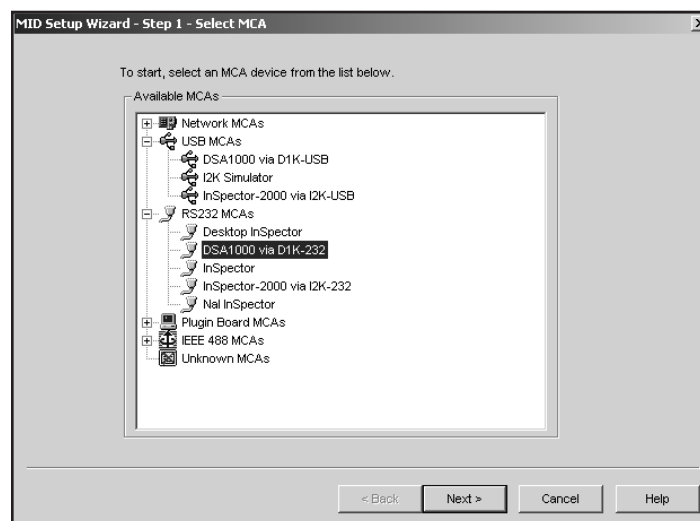 MID Setup Wizard - Step 1 - Select MCA
To start, select an MCA device from the list below.
Available MCAs
Network MCAs
USB MCAs
DSA1000 via D1K-USB
I2K Simulator
InSpector-2000 via I2K-USB
RS232 MCAs
Desktop InSpector
DSA1000 via D1K-232
InSpector
InSpector-2000 via I2K-232
NaI InSpector
Plugin Board MCAs
IEEE 488 MCAs
Unknown MCAs
< Back Next > Cancel Help